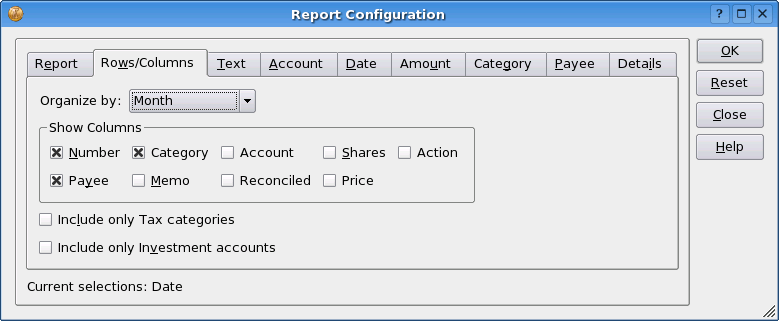 Report Configuration
Report Rows/Columns Text Account Date Amount Category Payee Details
OK
Reset
Close
Help
Organize by: Month
Show Columns
Number Category Account Shares Action
Payee Memo Reconciled Price
Include only Tax categories
Include only Investment accounts
Current selections: Date